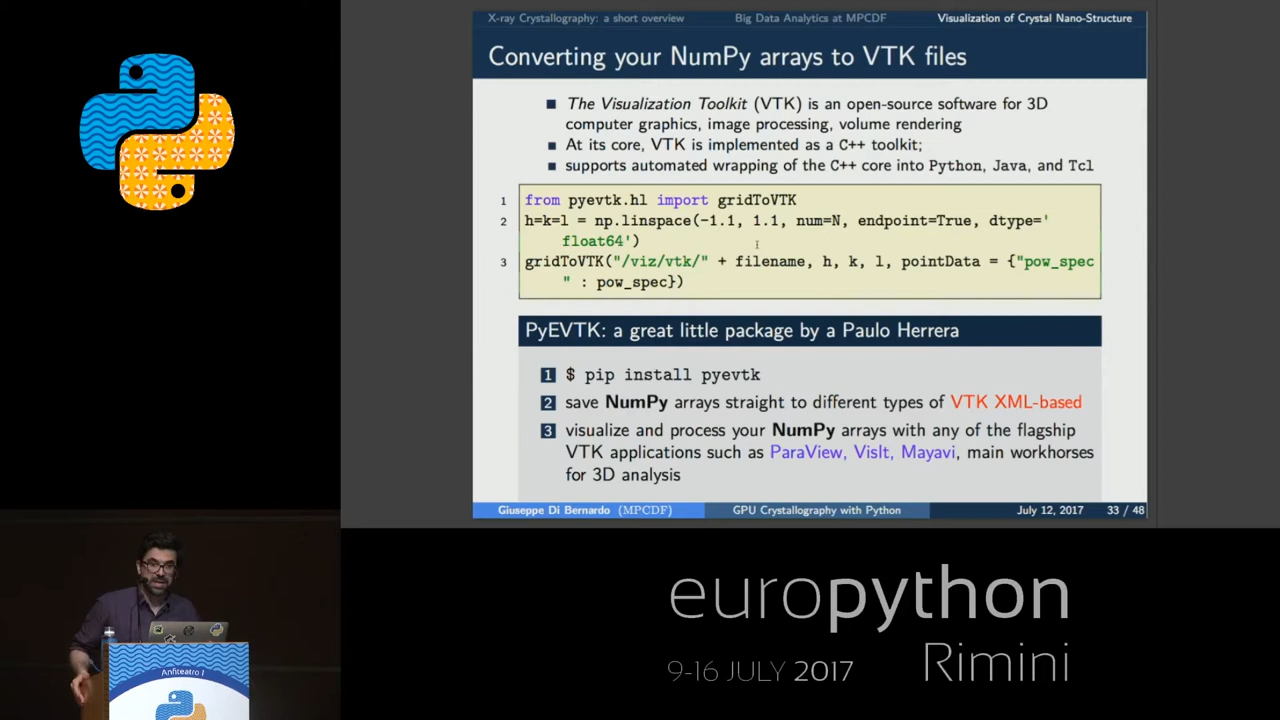 X-ray Crystallography: a short overview
Big Data Analytics at MPCDF
Visualization of Crystal Nano-Structure
Converting your NumPy arrays to VTK files
The Visualization Toolkit (VTK) is an open-source software for 3D
computer graphics, image processing, volume rendering
At its core, VTK is implemented as a C++ toolkit;
supports automated wrapping of the C++ core into Python, Java, and Tcl
1 from pyevtk.hl import gridToVTK
2 h=k=l = np.linspace(-1.1, 1.1, num=N, endpoint=True, dtype='
float64')
3 gridToVTK("/viz/vtk/" + filename, h, k, l, pointData = {"pow_spec
" : pow_spec})
PyEVTK: a great little package by a Paulo Herrera
1 $ pip install pyevtk
2 save NumPy arrays straight to different types of VTK XML-based
3 visualize and process your NumPy arrays with any of the flagship
VTK applications such as ParaView, VisIt, Mayavi, main workhorses
for 3D analysis
Giuseppe Di Bernardo (MPCDF)
GPU Crystallography with Python
July 12, 2017
33 / 48
Anfiteatro 1
europython
9-16 JULY 2017
Rimini